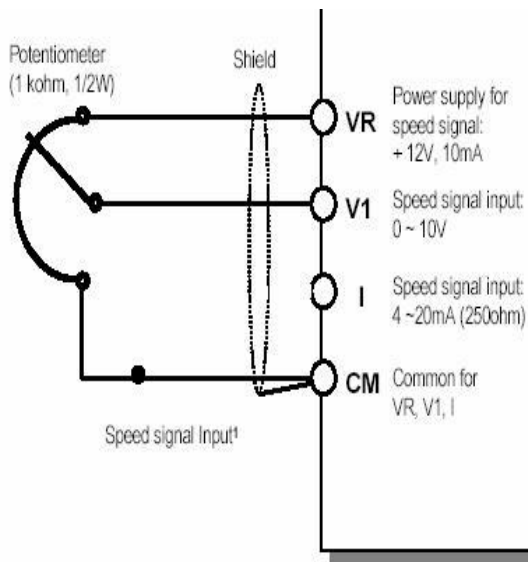 Potentiometer
(1 kohm, 1/2W)
Shield
VR
Power supply for
speed signal:
+ 12V, 10mA
V1
Speed signal input:
0 ~ 10V
I
Speed signal input:
4 ~20mA (250ohm)
CM
Common for
VR, V1, I
Speed signal Input¹